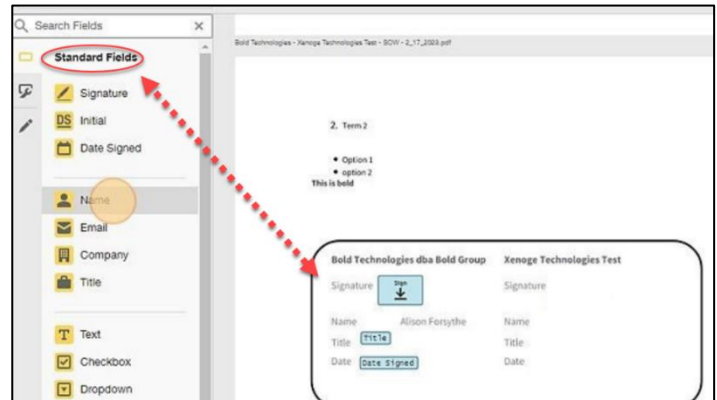 Search Fields
Standard Fields
Signature
DS Initial
Date Signed
Name
Email
Company
Title
T Text
Checkbox
Dropdown
Bold Technologies - Xenoge Technologies Test - SOW - 2_17_2023.pdf
2. Term 2
• Option 1
• option 2
This is bold
Bold Technologies dba Bold Group Xenoge Technologies Test
Signature Sign Signature
Name Alison Forsythe Name
Title Title Title
Date Date Signed Date